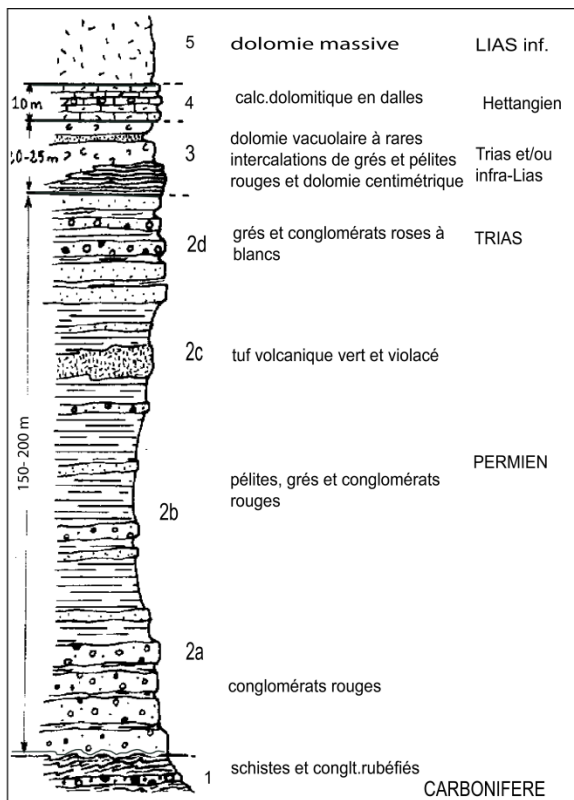 5 dolomie massive LIAS inf.
10m 4 calc.dolomitique en dalles Hettangien
3 dolomie vacuolaire à rares
intercalations de grés et pélites
rouges et dolomie centimétrique
Trias et/ou
infra-Lias
0-25m
2d grés et conglomérats roses à
blancs
TRIAS
2c tuf volcanique vert et violacé
150-200 m
PERMIEN
2b pélites, grés et conglomérats
rouges
2a
conglomérats rouges
1 schistes et conglt.rubéfiés
CARBONIFERE